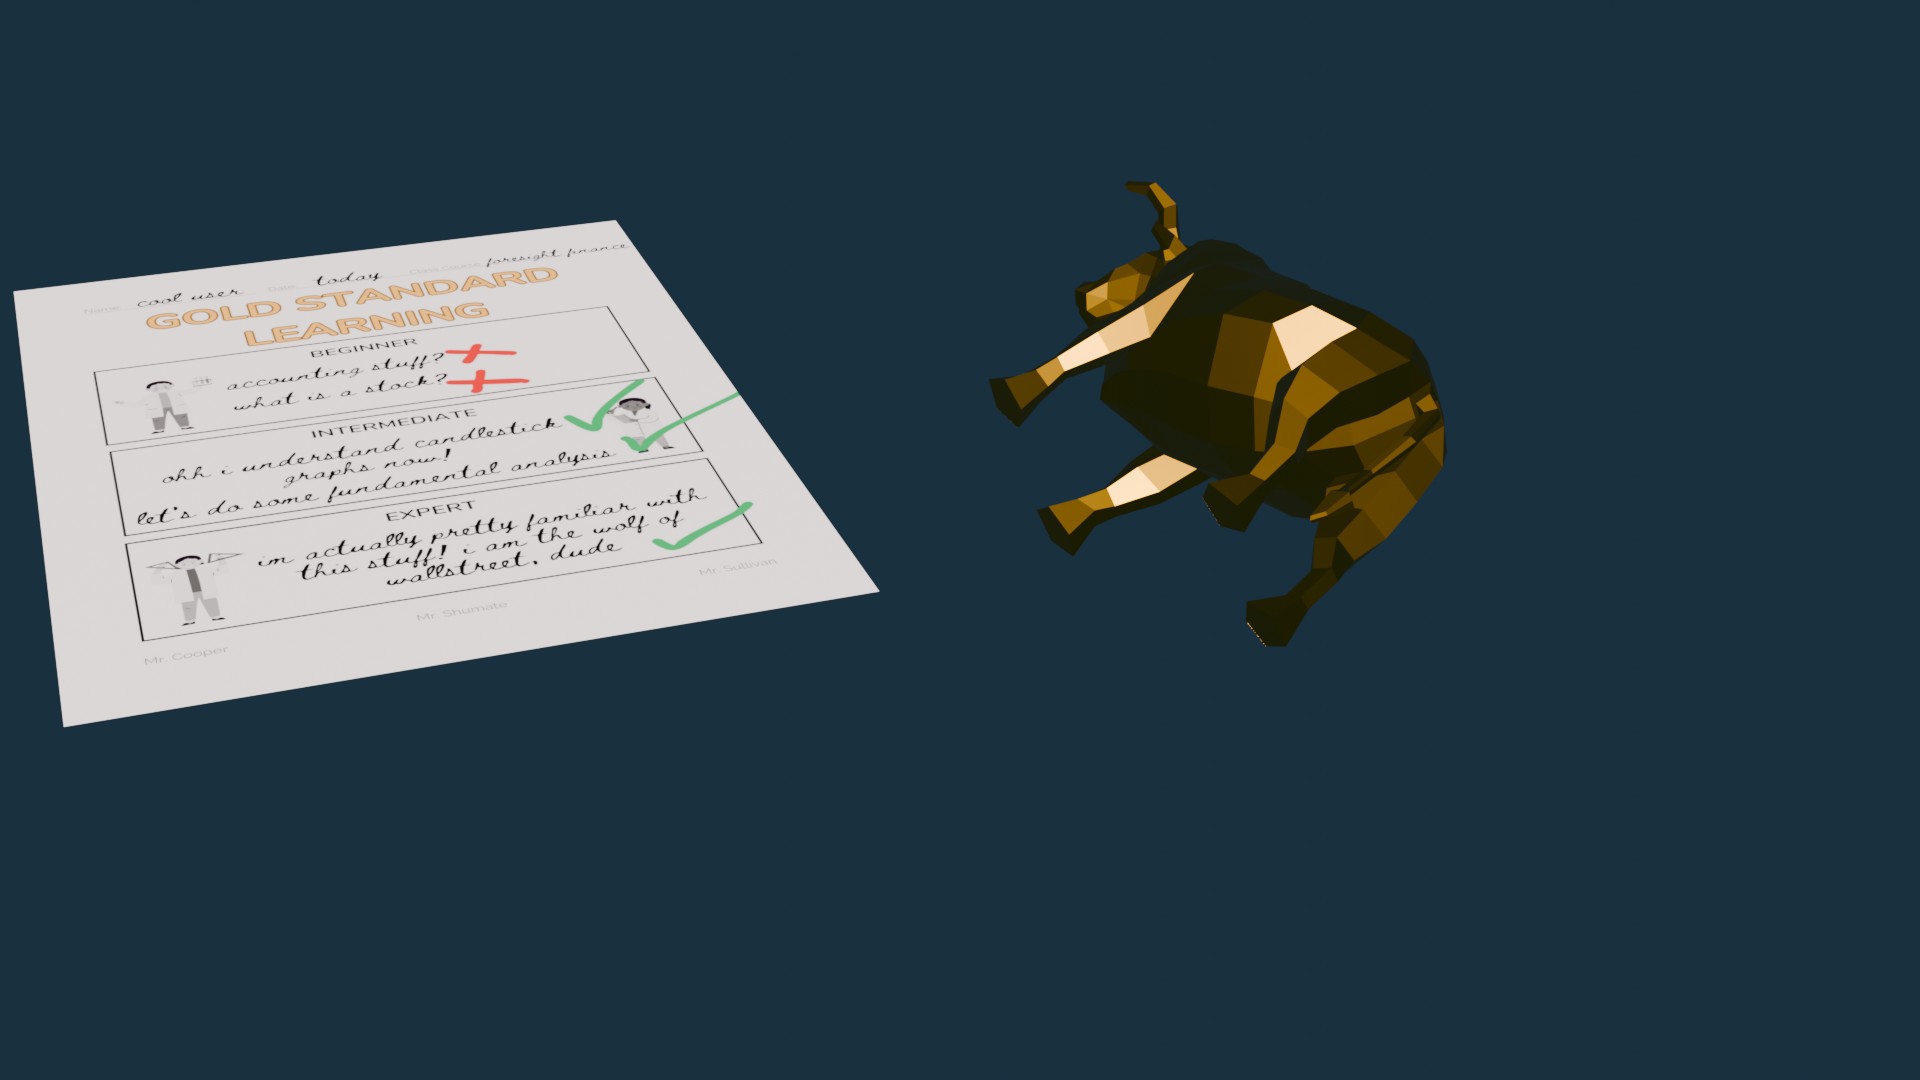 Name: cool user Date: today Class Course: foresight finance
GOLD STANDARD
LEARNING
BEGINNER
accounting stuff?
what is a stock?
INTERMEDIATE
ohh i understand candlestick
graphs now!
let's do some fundamental analysis
EXPERT
im actually pretty familiar with
this stuff! i am the wolf of
wallstreet, dude
Mr. Cooper
Mr. Shumate
Mr. Sullivan